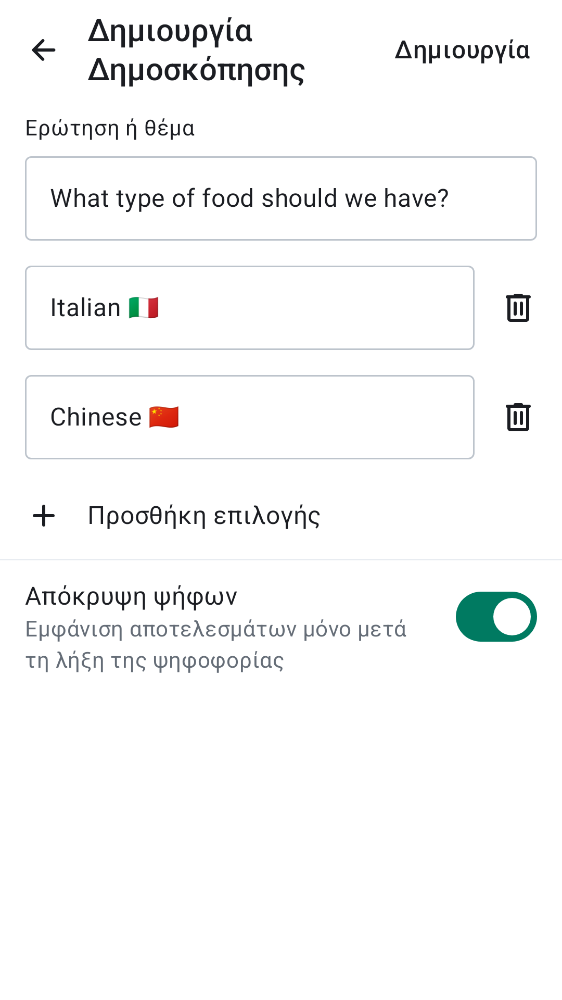 Δημιουργία
Δημοσκόπησης
Δημιουργία
Ερώτηση ή θέμα
What type of food should we have?
Italian 🇮🇹
Chinese 🇨🇳
Προσθήκη επιλογής
Απόκρυψη ψήφων
Εμφάνιση αποτελεσμάτων μόνο μετά
τη λήξη της ψηφοφορίας